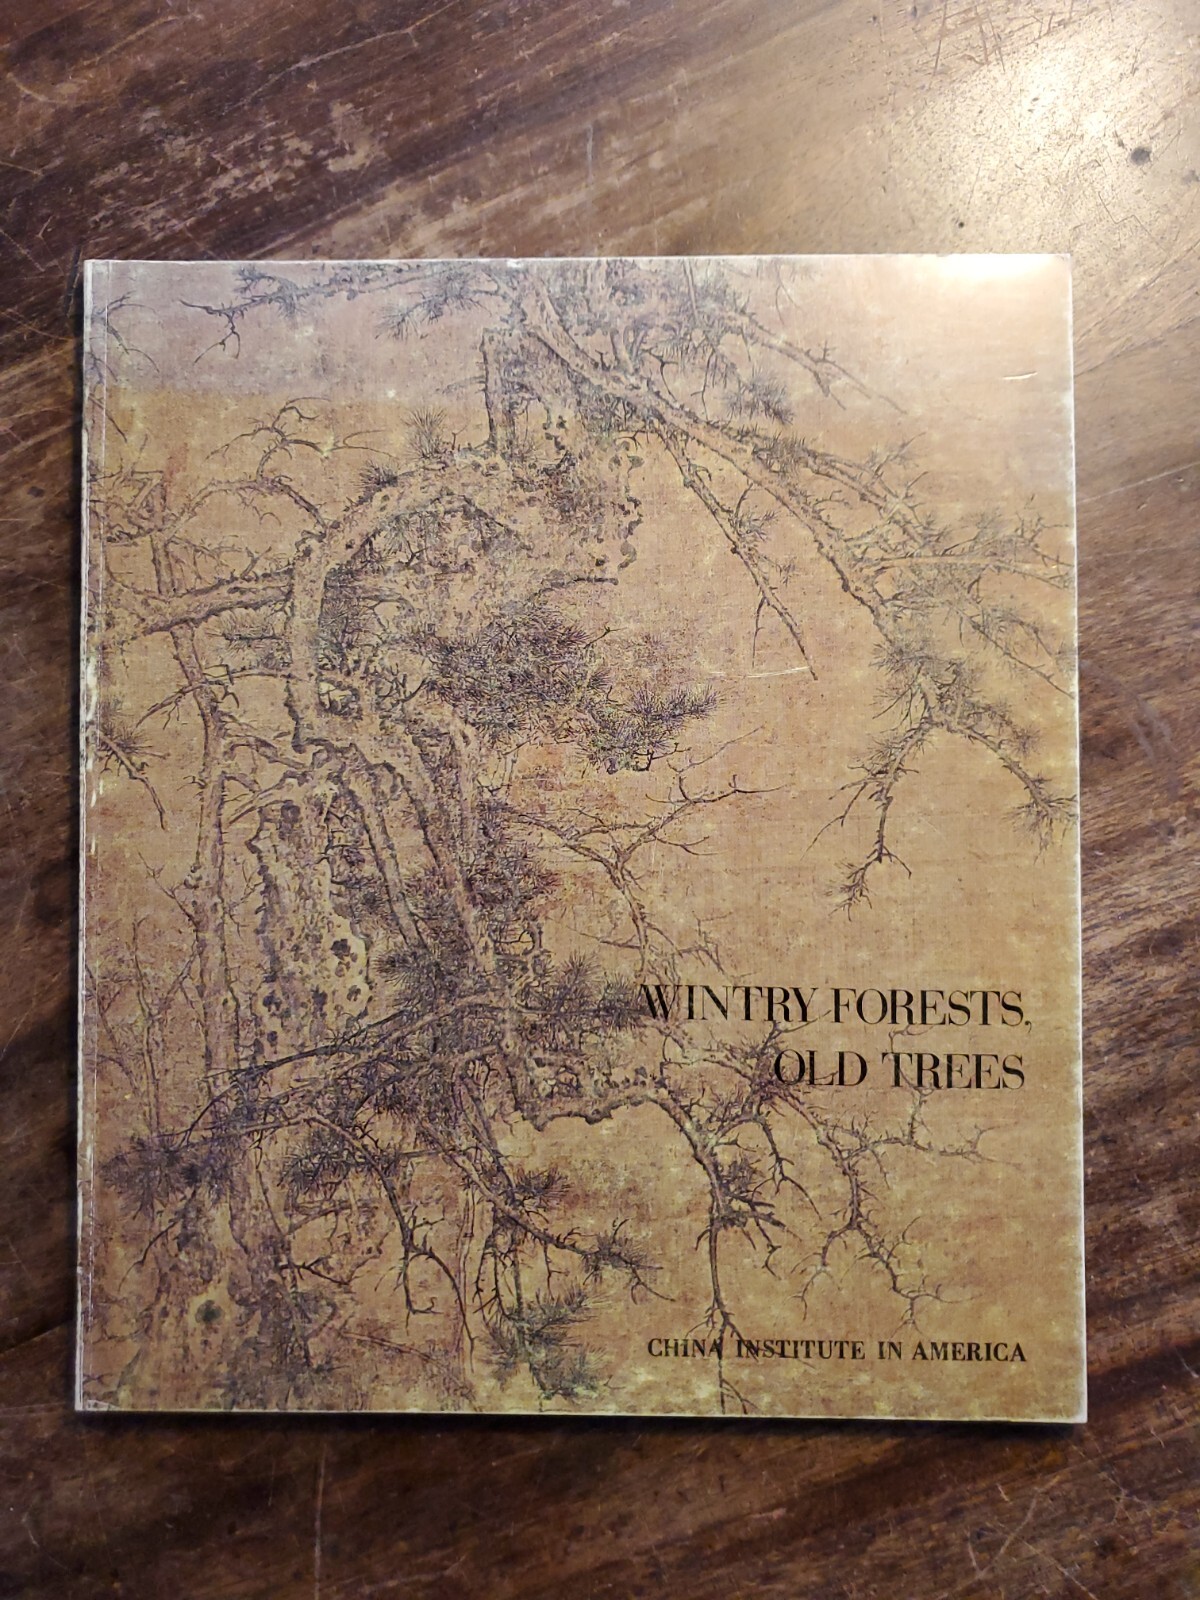 WINTRY FORESTS,
OLD TREES
CHINA INSTITUTE IN AMERICA